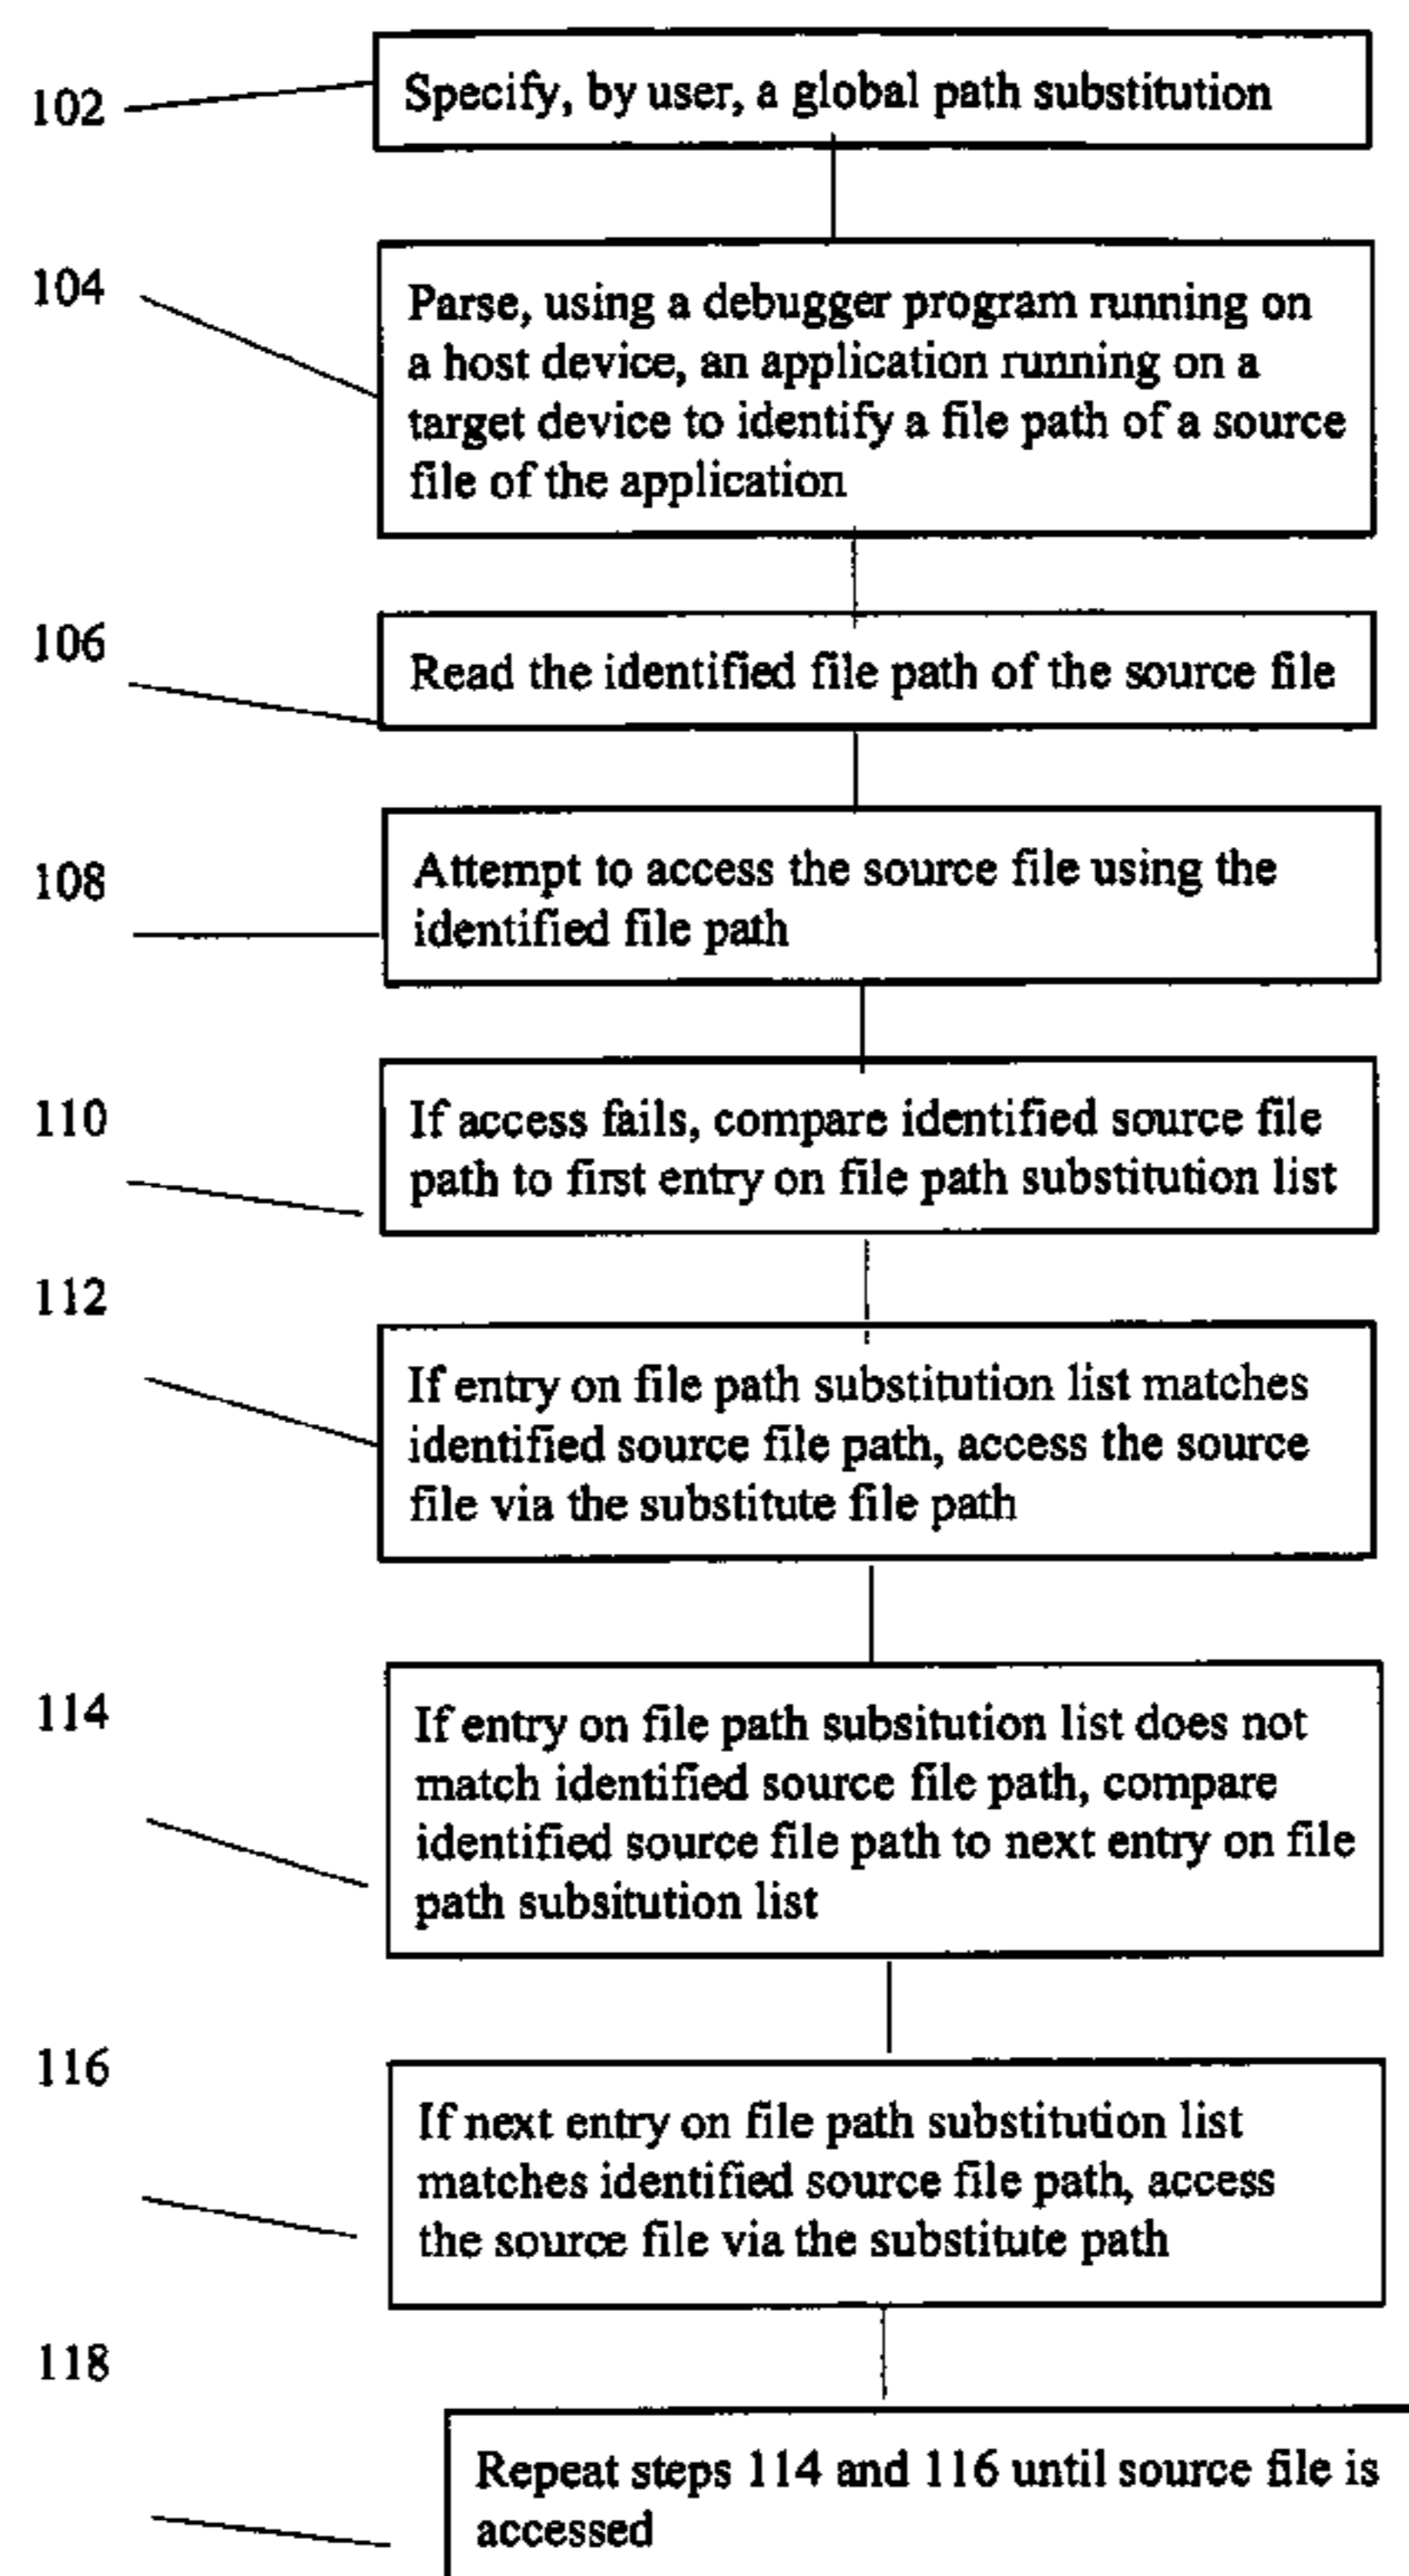 102
Specify, by user, a global path substitution
104
Parse, using a debugger program running on
a host device, an application running on a
target device to identify a file path of a source
file of the application
106
Read the identified file path of the source file
108
Attempt to access the source file using the
identified file path
110
If access fails, compare identified source file
path to first entry on file path substitution list
112
If entry on file path substitution list matches
identified source file path, access the source
file via the substitute file path
114
If entry on file path subsitution list does not
match identified source file path, compare
identified source file path to next entry on file
path subsitution list
116
If next entry on file path substitution list
matches identified source file path, access
the source file via the substitute path
118
Repeat steps 114 and 116 until source file is
accessed